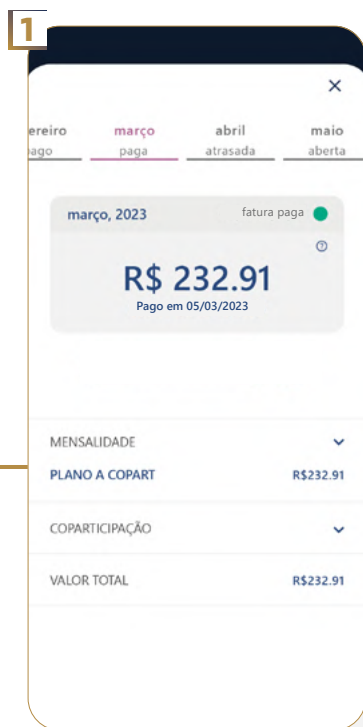 1
ereiro março abril maio
ago paga atrasada aberta
março, 2023 fatura paga
R$ 232.91
Pago em 05/03/2023
MENSALIDADE
PLANO A COPART R$232.91
COPARTICIPAÇÃO
VALOR TOTAL R$232.91